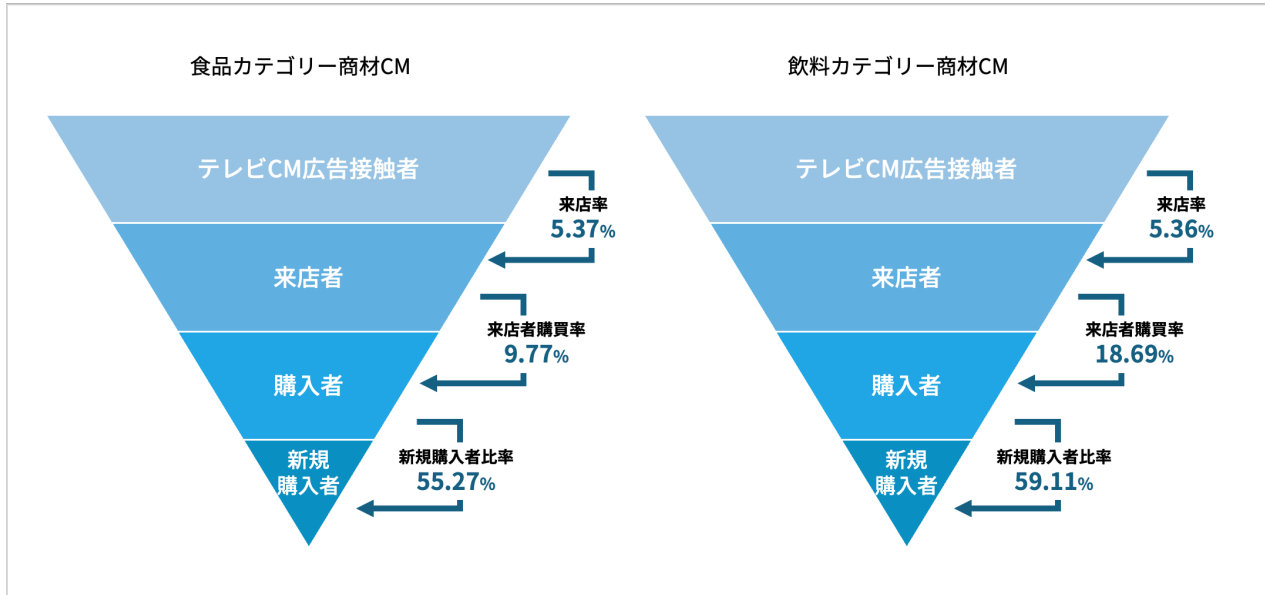 食品カテゴリー商材CM
テレビCM広告接触者
来店率
5.37%
来店者
来店者購買率
9.77%
購入者
新規購入者比率
55.27%
新規
購入者
飲料カテゴリー商材CM
テレビCM広告接触者
来店率
5.36%
来店者
来店者購買率
18.69%
購入者
新規購入者比率
59.11%
新規
購入者